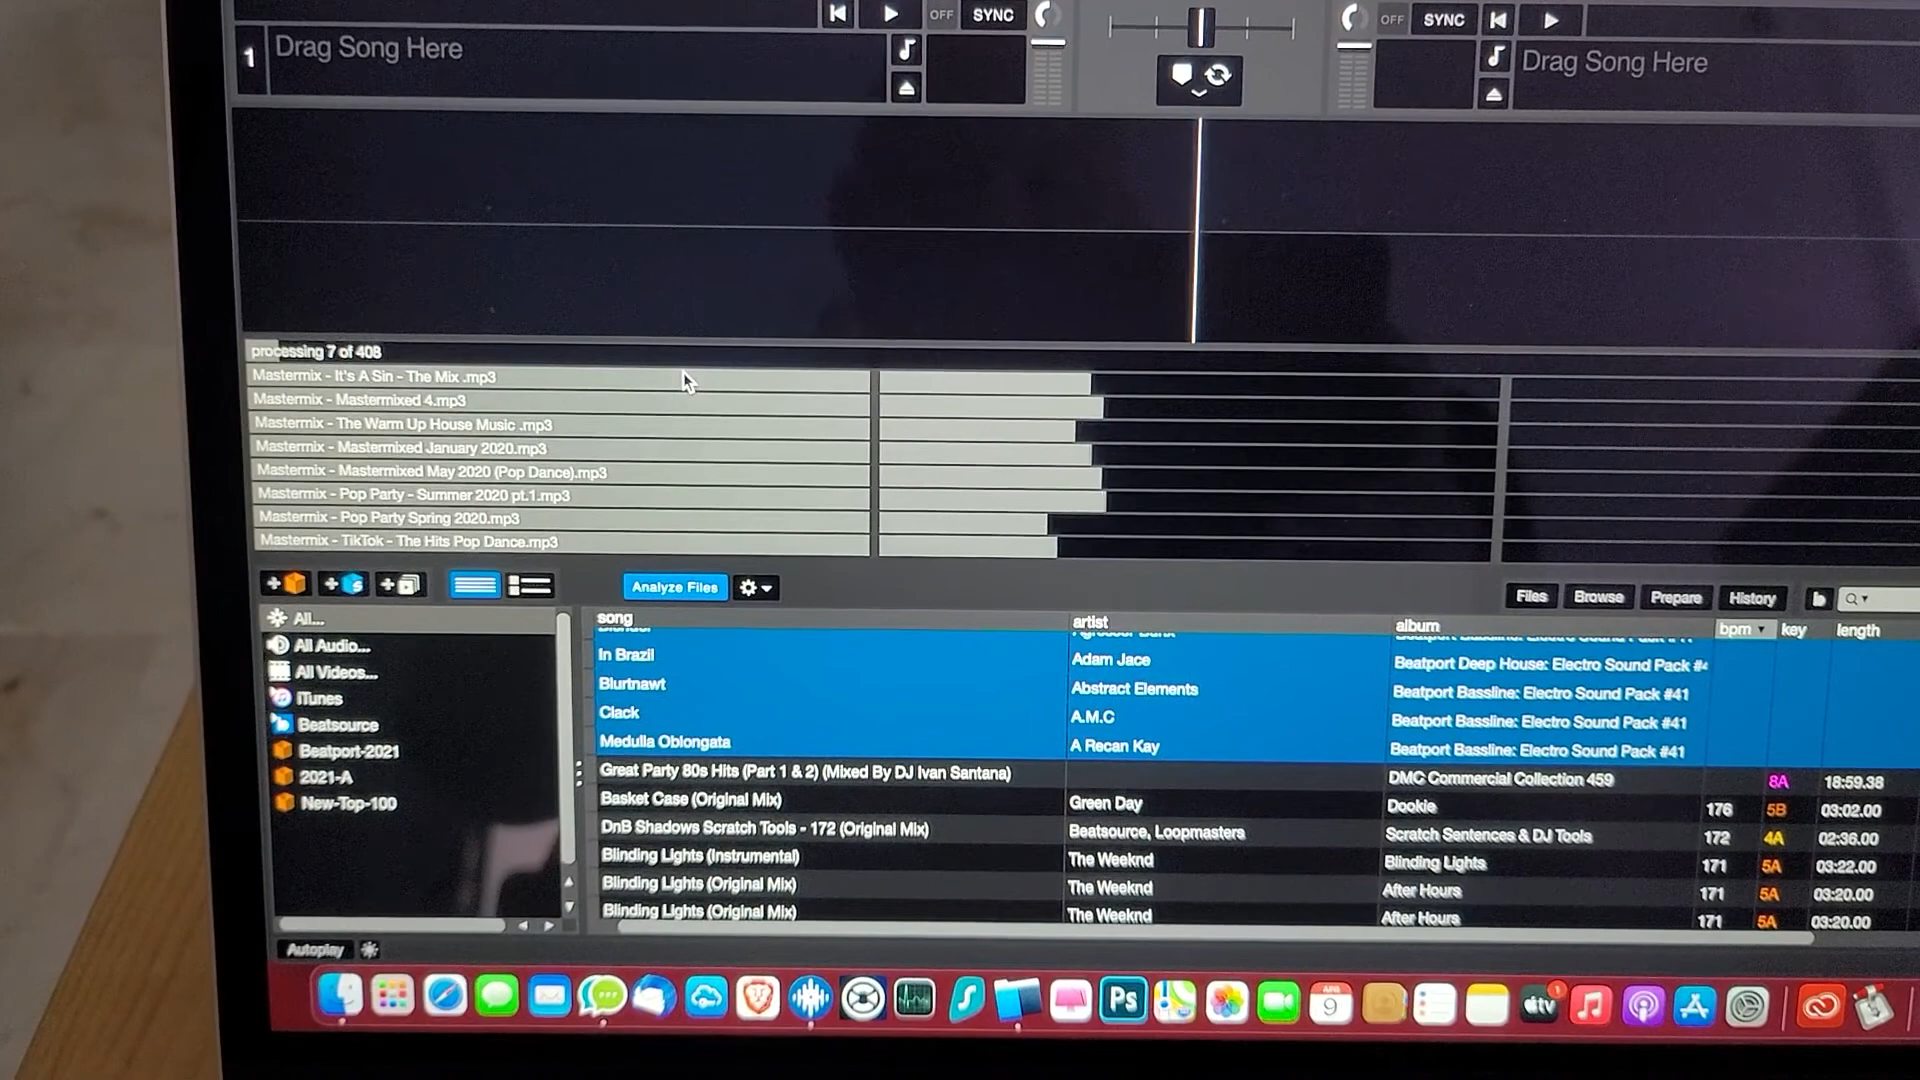 OFF SYNC
OFF SYNC
1 Drag Song Here
Drag Song Here
processing 7 of 408
Mastermix - It's A Sin - The Mix .mp3
Mastermix - Mastermixed 4.mp3
Mastermix - The Warm Up House Music .mp3
Mastermix - Mastermixed January 2020.mp3
Mastermix - Mastermixed May 2020 (Pop Dance).mp3
Mastermix - Pop Party - Summer 2020 pt.1.mp3
Mastermix - Pop Party Spring 2020.mp3
Mastermix - TikTok - The Hits Pop Dance.mp3
Analyze Files
Files Browse Prepare History
All...
All Audio...
All Videos...
iTunes
Beatsource
Beatport-2021
2021-A
New-Top-100
song artist album bpm key length
In Brazil Adam Jace Beatport Deep House: Electro Sound Pack
Blurtnawt Abstract Elements Beatport Bassline: Electro Sound Pack #41
Clack A.M.C Beatport Bassline: Electro Sound Pack #41
Medulla Oblongata A Recan Kay Beatport Bassline: Electro Sound Pack #41
Great Party 80s Hits (Part 1 & 2) (Mixed By DJ Ivan Santana) DMC Commercial Collection 459 8A 18:59.38
Basket Case (Original Mix) Green Day Dookie 176 5B 03:02.00
DnB Shadows Scratch Tools - 172 (Original Mix) Beatsource, Loopmasters Scratch Sentences & DJ Tools 172 4A 02:36.00
Blinding Lights (Instrumental) The Weeknd Blinding Lights 171 5A 03:22.00
Blinding Lights (Original Mix) The Weeknd After Hours 171 5A 03:20.00
Blinding Lights (Original Mix) The Weeknd After Hours 171 5A 03:20.00
Autoplay
Ps
APR
9
tv
1